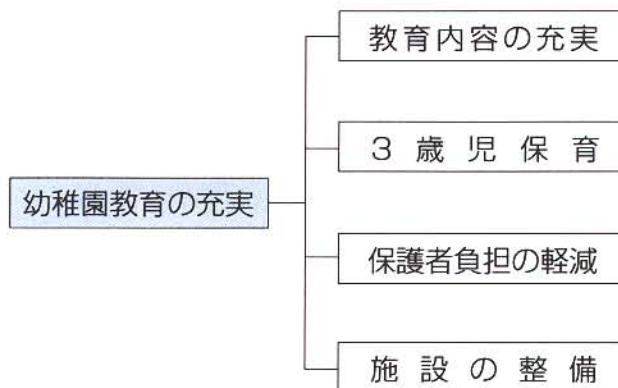 幼稚園教育の充実
教育内容の充実
3歳児保育
保護者負担の軽減
施設の整備